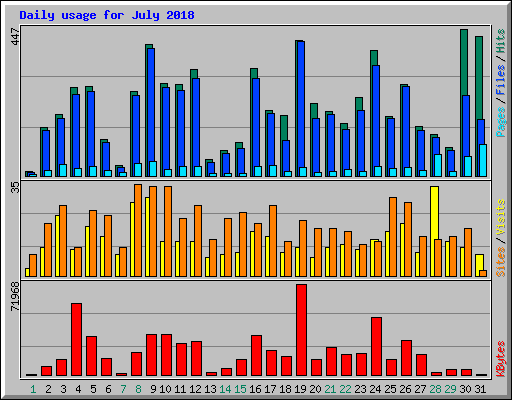 Daily usage for July 2018
447
Pages / Files / Hits
35
Sites / Visits
71968
KBytes
1 2 3 4 5 6 7 8 9 10 11 12 13 14 15 16 17 18 19 20 21 22 23 24 25 26 27 28 29 30 31